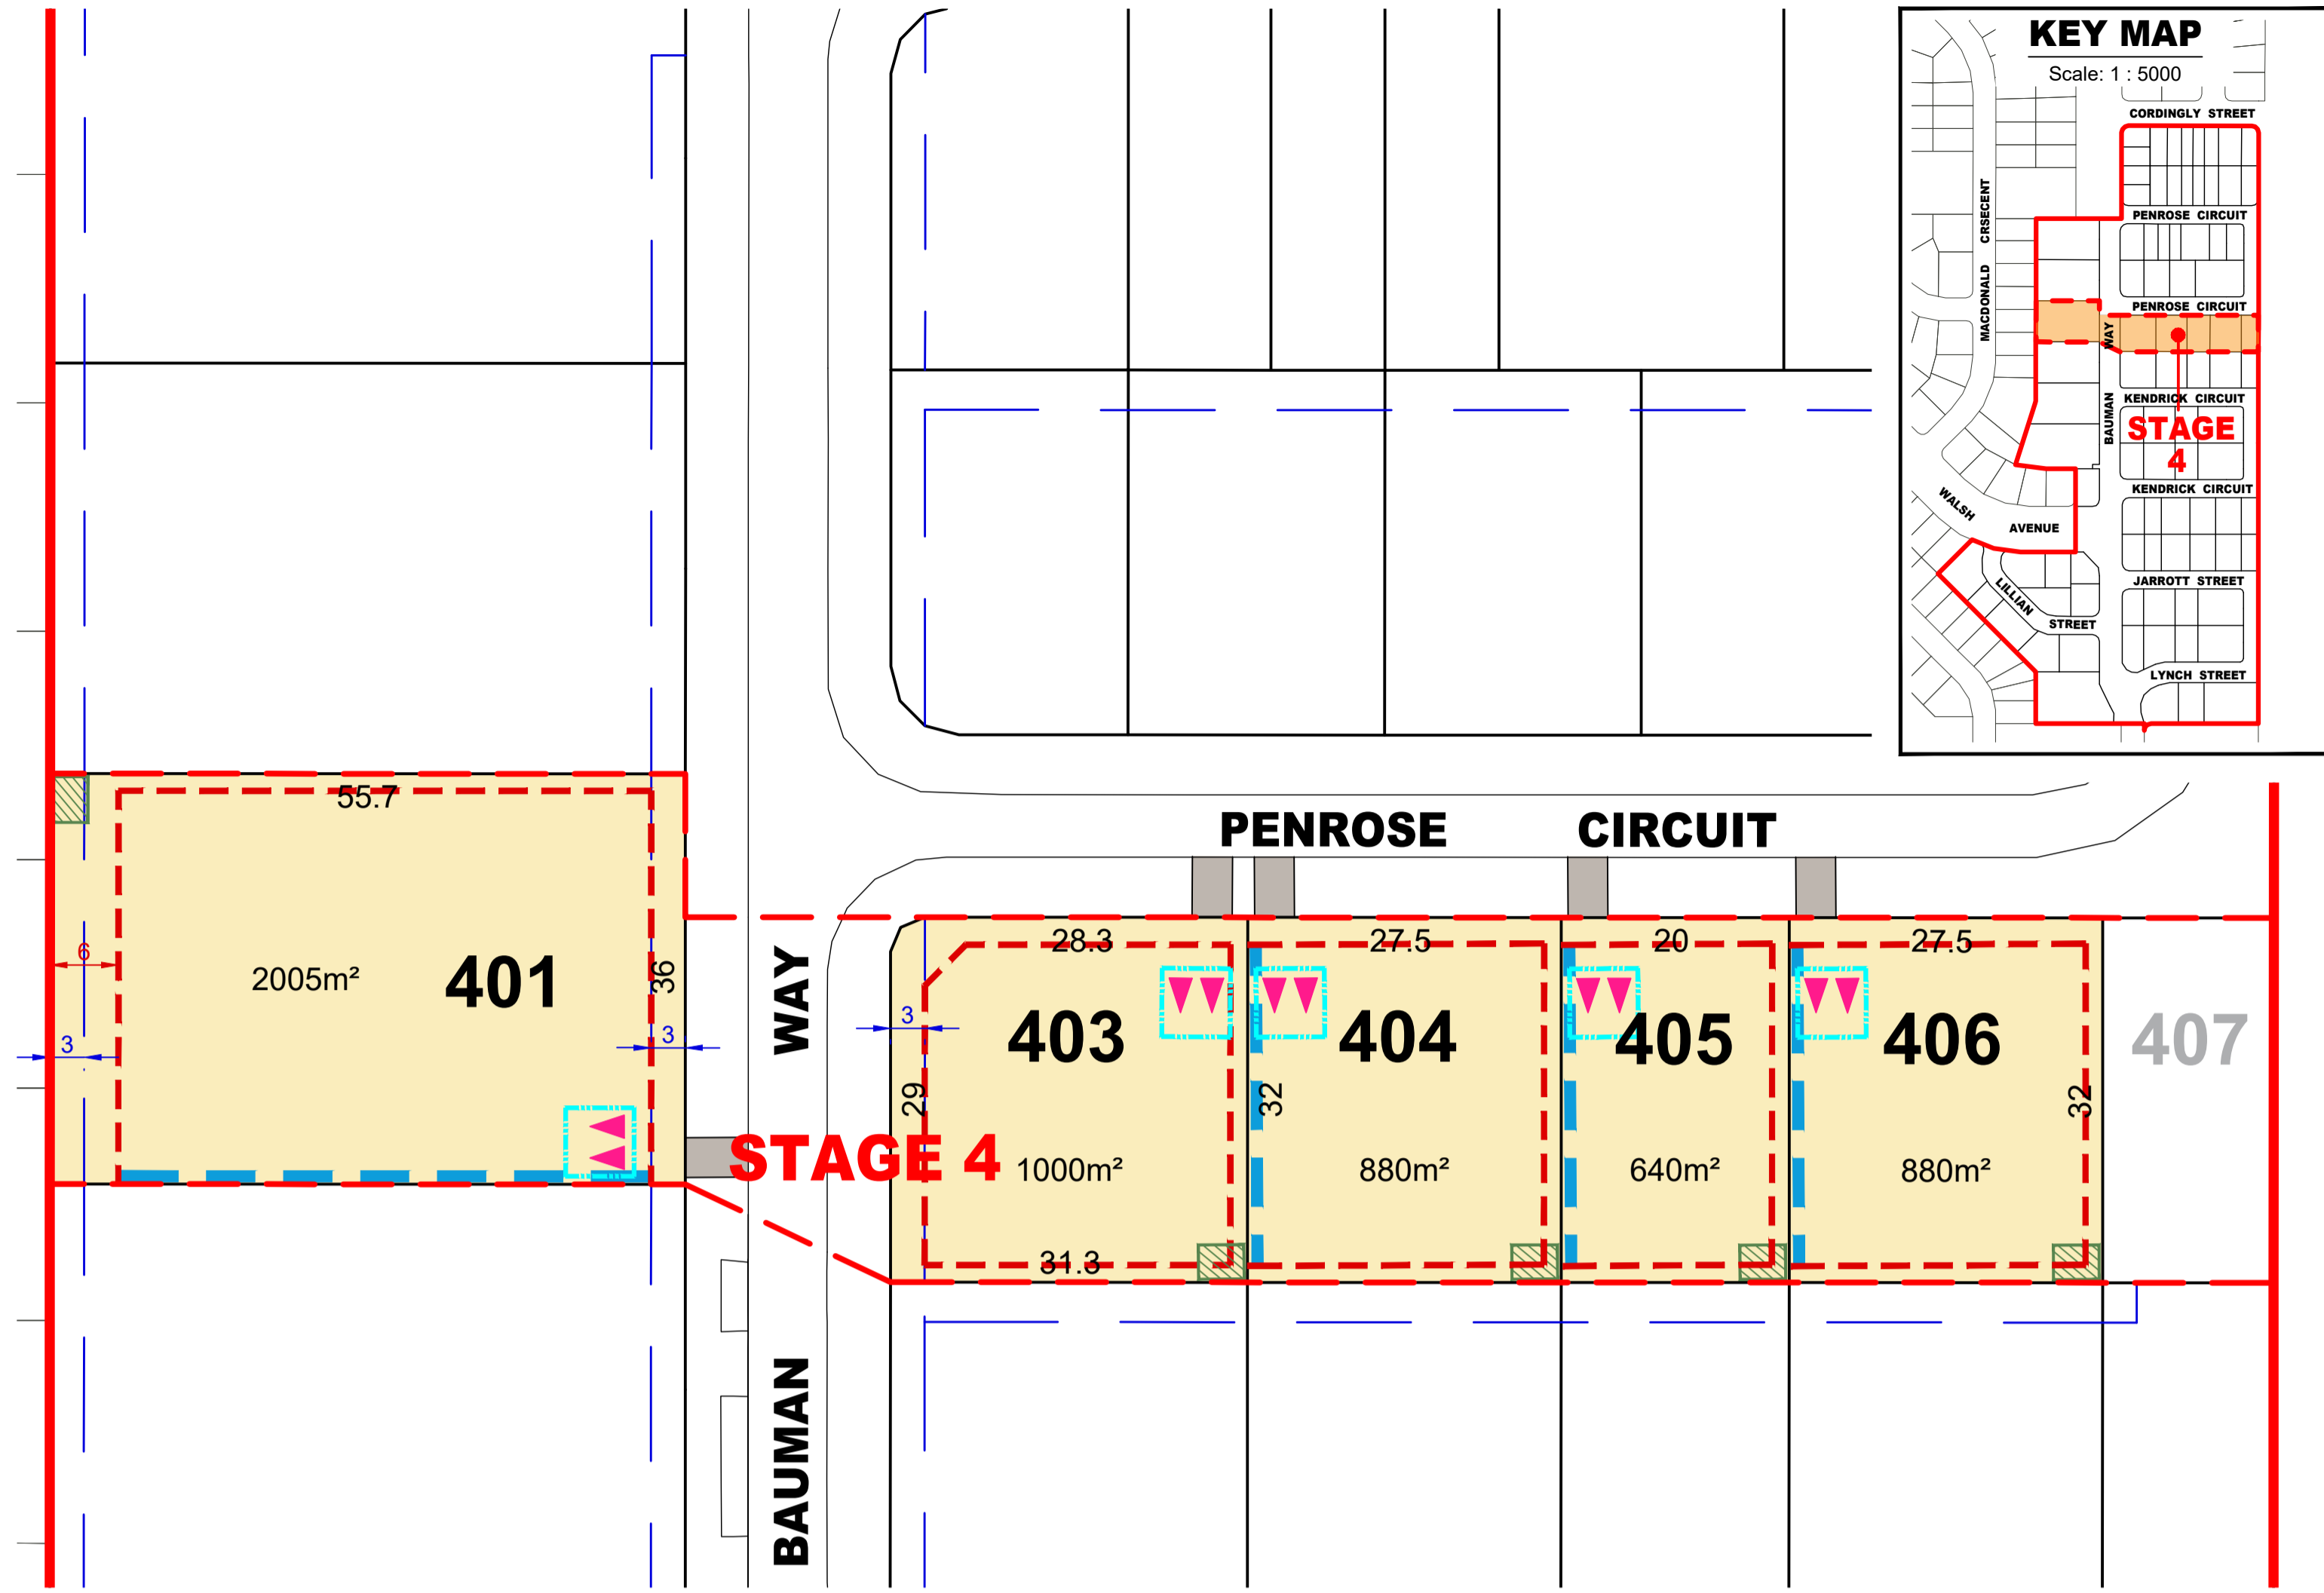 KEY MAP
Scale: 1 : 5000
CORDINGLY STREET
PENROSE CIRCUIT
MACDONALD CRSECENT
PENROSE CIRCUIT
BAUMAN WAY
KENDRICK CIRCUIT
STAGE
4
KENDRICK CIRCUIT
WALSH AVENUE
JARROTT STREET
LILLIAN STREET
LYNCH STREET
PENROSE CIRCUIT
BAUMAN WAY
STAGE 4
55.7
6
2005m²
401
36
3
3
28.3
3
403
29
1000m²
31.3
27.5
404
32
880m²
20
405
640m²
27.5
406
32
880m²
407